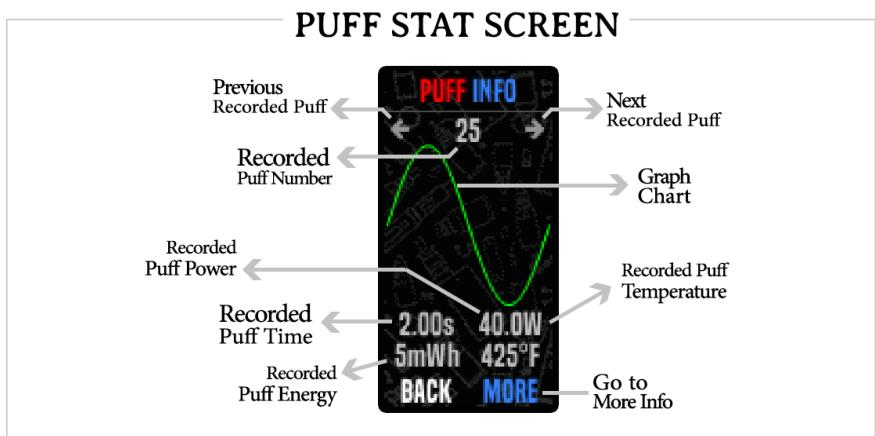 PUFF STAT SCREEN
Previous
Recorded Puff
PUFF INFO
Next
Recorded Puff
25
Recorded
Puff Number
Graph
Chart
Recorded
Puff Power
Recorded Puff
Temperature
Recorded
Puff Time
2.00s 40.0W
5mWh 425°F
Recorded
Puff Energy
BACK MORE
Go to
More Info